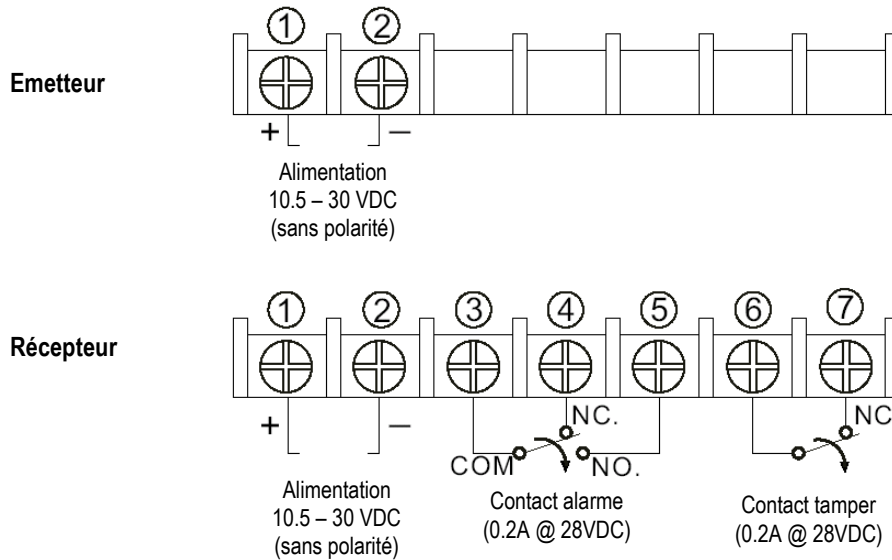 ① ②
Emetteur
+ –
Alimentation
10.5 – 30 VDC
(sans polarité)
① ② ③ ④ ⑤ ⑥ ⑦
Récepteur
+ – NC. NC
COM NO.
Alimentation
10.5 – 30 VDC
(sans polarité)
Contact alarme
(0.2A @ 28VDC)
Contact tamper
(0.2A @ 28VDC)